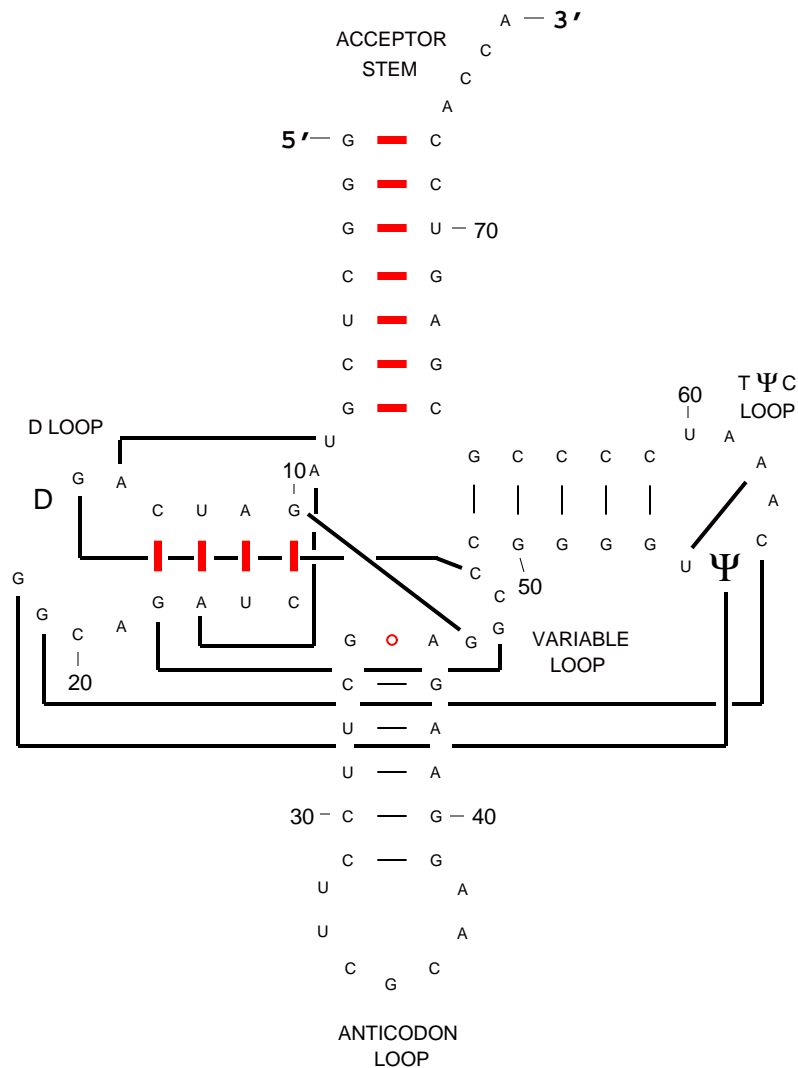 A 3′
ACCEPTOR
C
STEM
C
A
5′ G C
G C
G U 70
C G
U A
C G
T Ψ C
60
LOOP
G C
D LOOP
U A
U
G C C C C
A
10 A
G A
A
D
C U A G
C
C G G G G U Ψ
G
C
50
G A U C
C
G
A
C
G A G G VARIABLE
LOOP
20
C G
U A
U A
30 C G 40
C G
U A
U A
C C
G
ANTICODON
LOOP